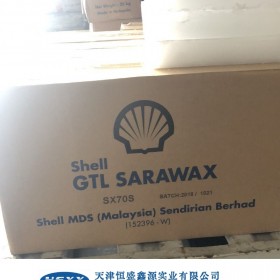 Shell
GTL SARAWAX
SX70S
Shell MDS (Malaysia) Sendirian Berhad
(152396-W)
天津恒盛鑫源实业有限公司